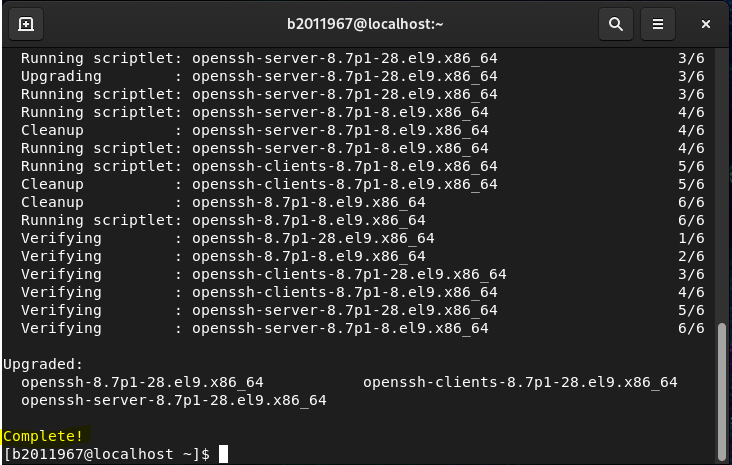 b2011967@localhost:~
Running scriptlet: openssh-server-8.7p1-28.el9.x86_64 3/6
Upgrading : openssh-server-8.7p1-28.el9.x86_64 3/6
Running scriptlet: openssh-server-8.7p1-28.el9.x86_64 3/6
Running scriptlet: openssh-server-8.7p1-8.el9.x86_64 4/6
Cleanup : openssh-server-8.7p1-8.el9.x86_64 4/6
Running scriptlet: openssh-server-8.7p1-8.el9.x86_64 4/6
Running scriptlet: openssh-clients-8.7p1-8.el9.x86_64 5/6
Cleanup : openssh-clients-8.7p1-8.el9.x86_64 5/6
Cleanup : openssh-8.7p1-8.el9.x86_64 6/6
Running scriptlet: openssh-8.7p1-8.el9.x86_64 6/6
Verifying : openssh-8.7p1-28.el9.x86_64 1/6
Verifying : openssh-8.7p1-8.el9.x86_64 2/6
Verifying : openssh-clients-8.7p1-28.el9.x86_64 3/6
Verifying : openssh-clients-8.7p1-8.el9.x86_64 4/6
Verifying : openssh-server-8.7p1-28.el9.x86_64 5/6
Verifying : openssh-server-8.7p1-8.el9.x86_64 6/6
Upgraded:
openssh-8.7p1-28.el9.x86_64 openssh-clients-8.7p1-28.el9.x86_64
openssh-server-8.7p1-28.el9.x86_64
Complete!
[b2011967@localhost ~]$